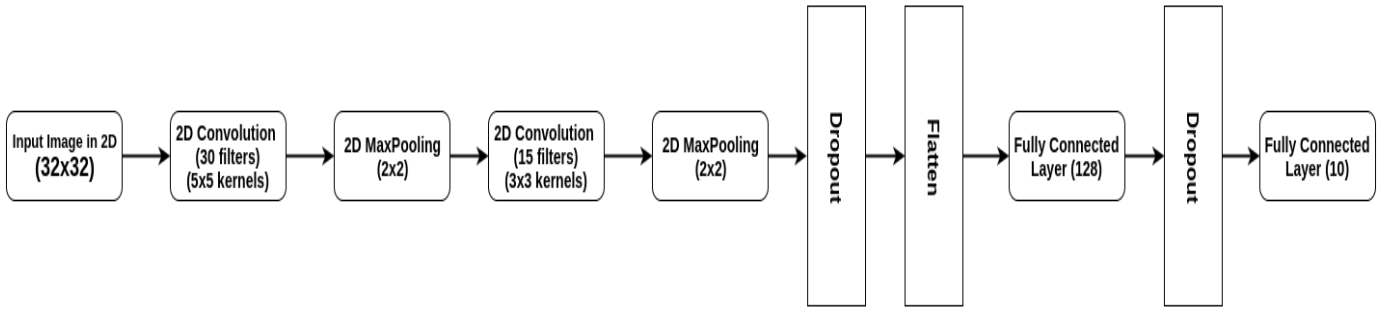 Input Image in 2D
(32x32)
2D Convolution
(30 filters)
(5x5 kernels)
2D MaxPooling
(2x2)
2D Convolution
(15 filters)
(3x3 kernels)
2D MaxPooling
(2x2)
Dropout
Flatten
Fully Connected
Layer (128)
Dropout
Fully Connected
Layer (10)